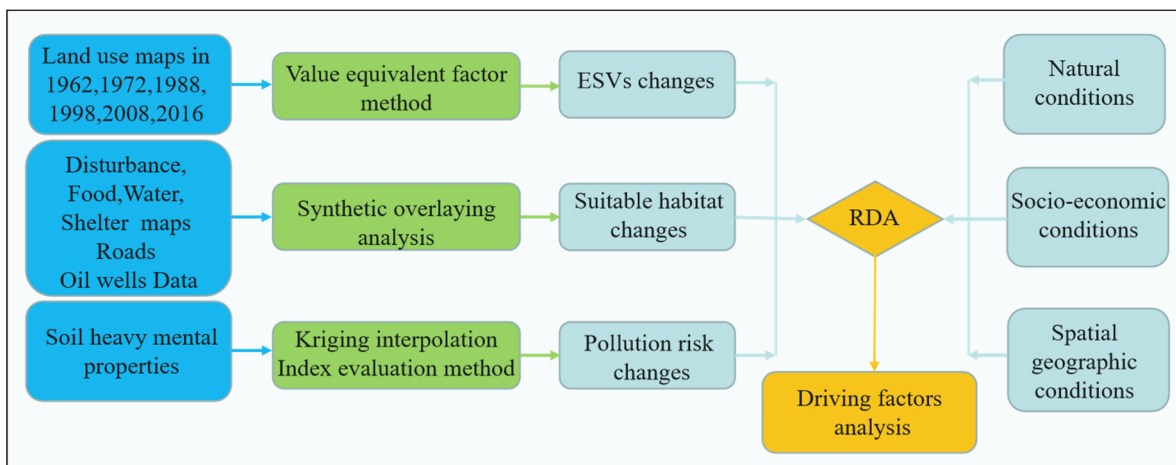 Land use maps in
1962,1972,1988,
1998,2008,2016
Value equivalent factor
method
ESVs changes
Natural
conditions
Disturbance,
Food,Water,
Shelter maps
Roads
Oil wells Data
Synthetic overlaying
analysis
Suitable habitat
changes
RDA
Socio-economic
conditions
Soil heavy mental
properties
Kriging interpolation
Index evaluation method
Pollution risk
changes
Spatial
geographic
conditions
Driving factors
analysis